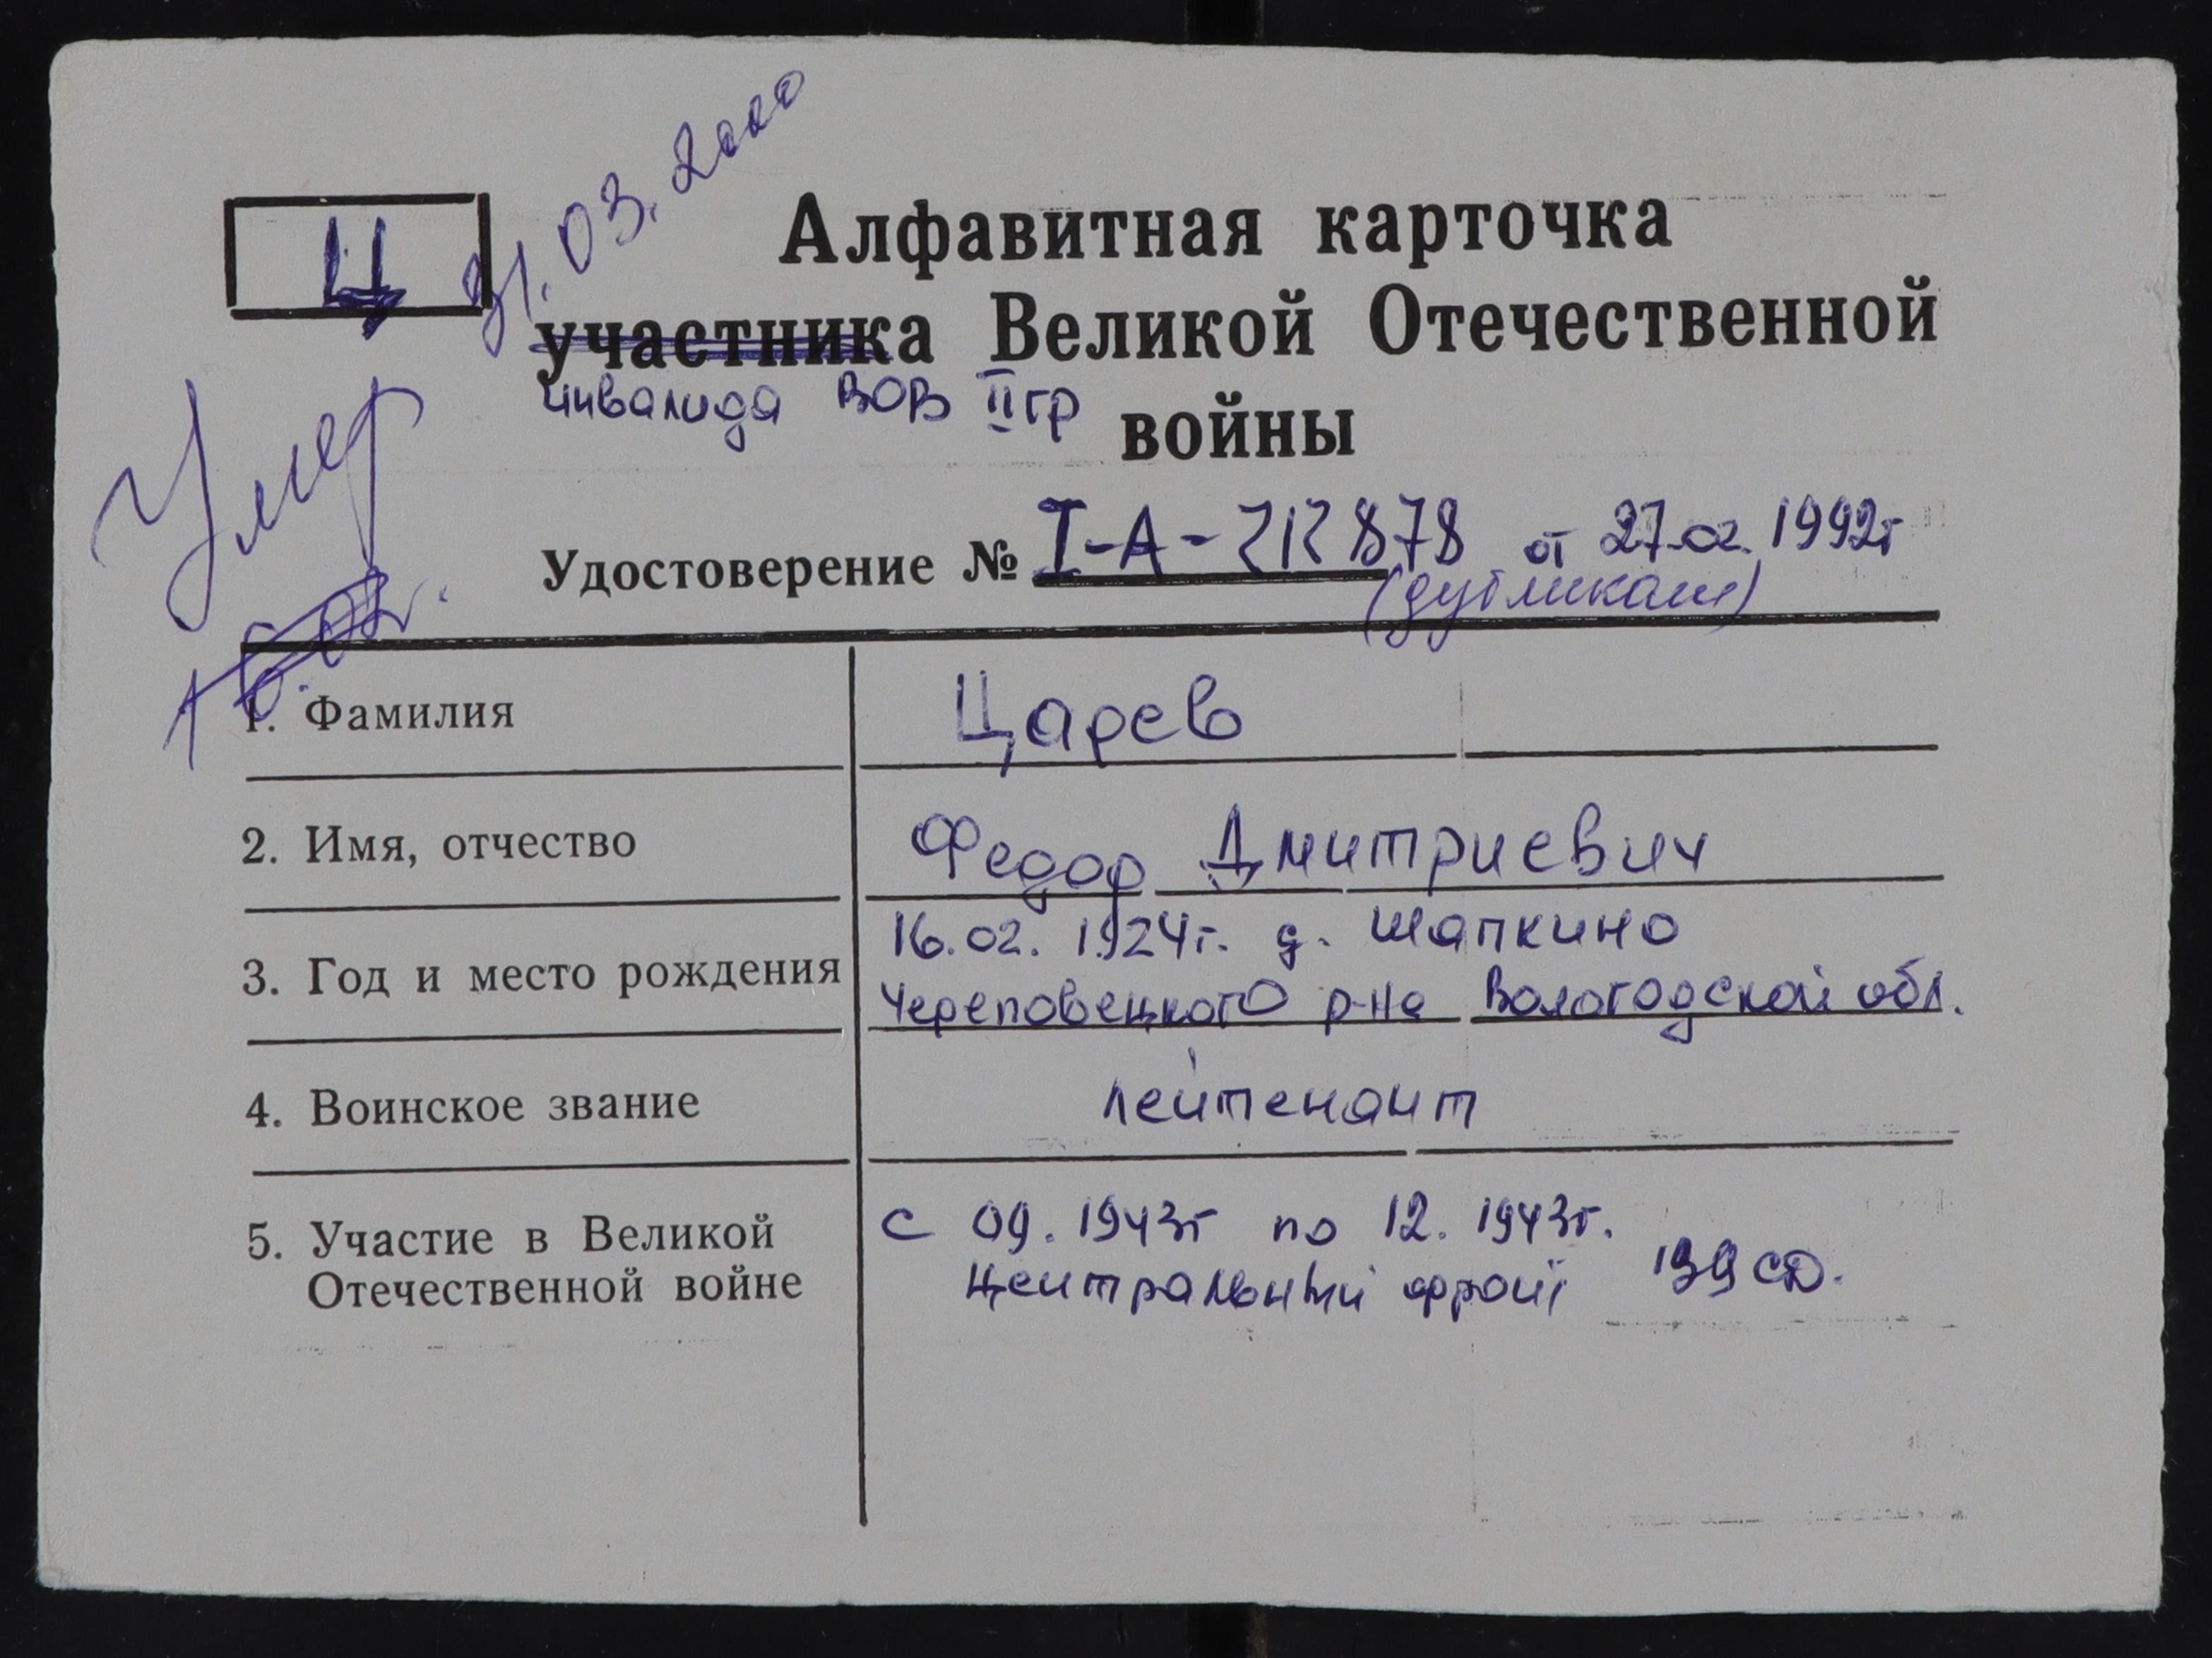 Ц
31.03.2000
Алфавитная карточка
участника Великой Отечественной
инвалида ВОВ II гр
войны
Умер
Удостоверение № I-А-212878 от 27.02.1992г
(дубликат)
1. Фамилия Царев
2. Имя, отчество Федор Дмитриевич
3. Год и место рождения 16.02.1924г. д. Шапкино
Череповецкого р-на Вологодской обл.
4. Воинское звание лейтенант
5. Участие в Великой Отечественной войне с 09.1943г по 12.1943г.
Центральный фронт 139 СД.